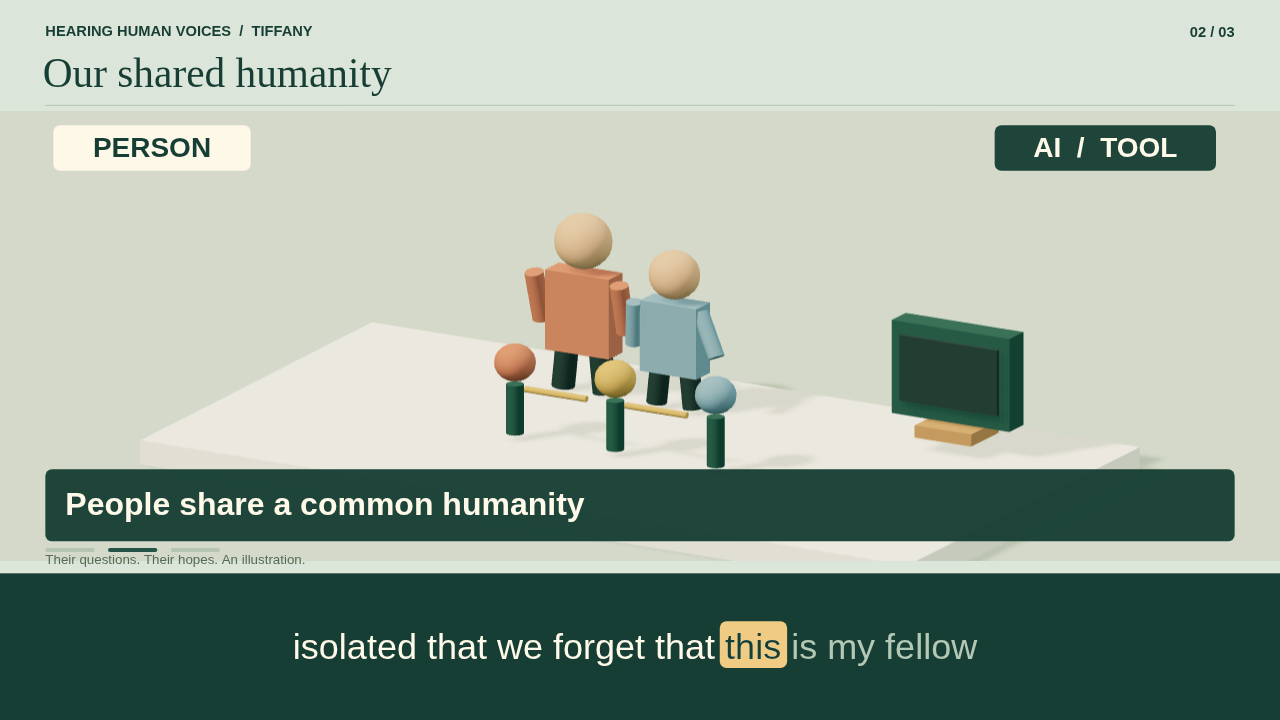 HEARING HUMAN VOICES / TIFFANY
02 / 03
Our shared humanity
PERSON
AI / TOOL
People share a common humanity
Their questions. Their hopes. An illustration.
isolated that we forget that this is my fellow